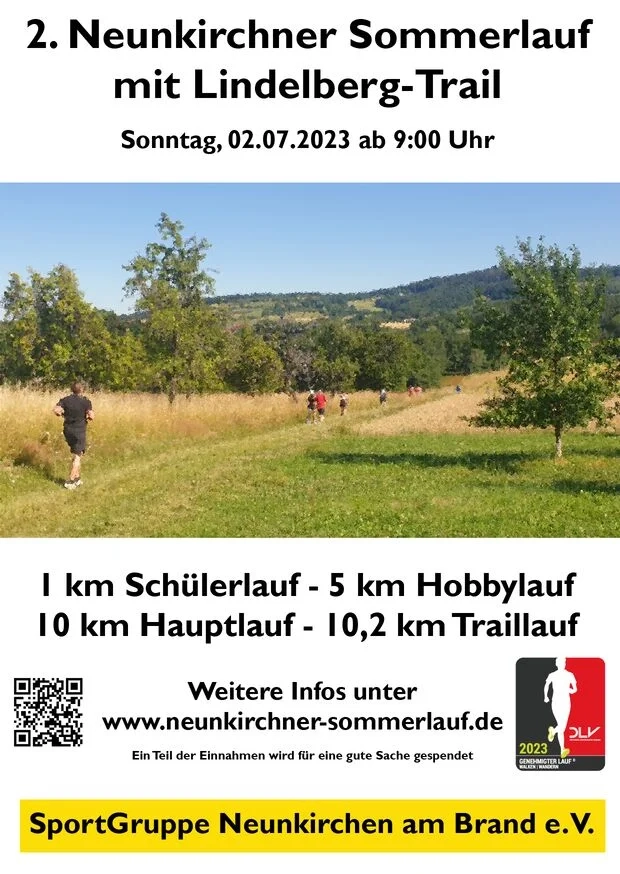 2. Neunkirchner Sommerlauf
mit Lindelberg-Trail
Sonntag, 02.07.2023 ab 9:00 Uhr
1 km Schülerlauf - 5 km Hobbylauf
10 km Hauptlauf - 10,2 km Traillauf
Weitere Infos unter
www.neunkirchner-sommerlauf.de
Ein Teil der Einnahmen wird für eine gute Sache gespendet
DLV
2023
GENEHMIGTER LAUF®
WALKEN | WANDERN
SportGruppe Neunkirchen am Brand e.V.